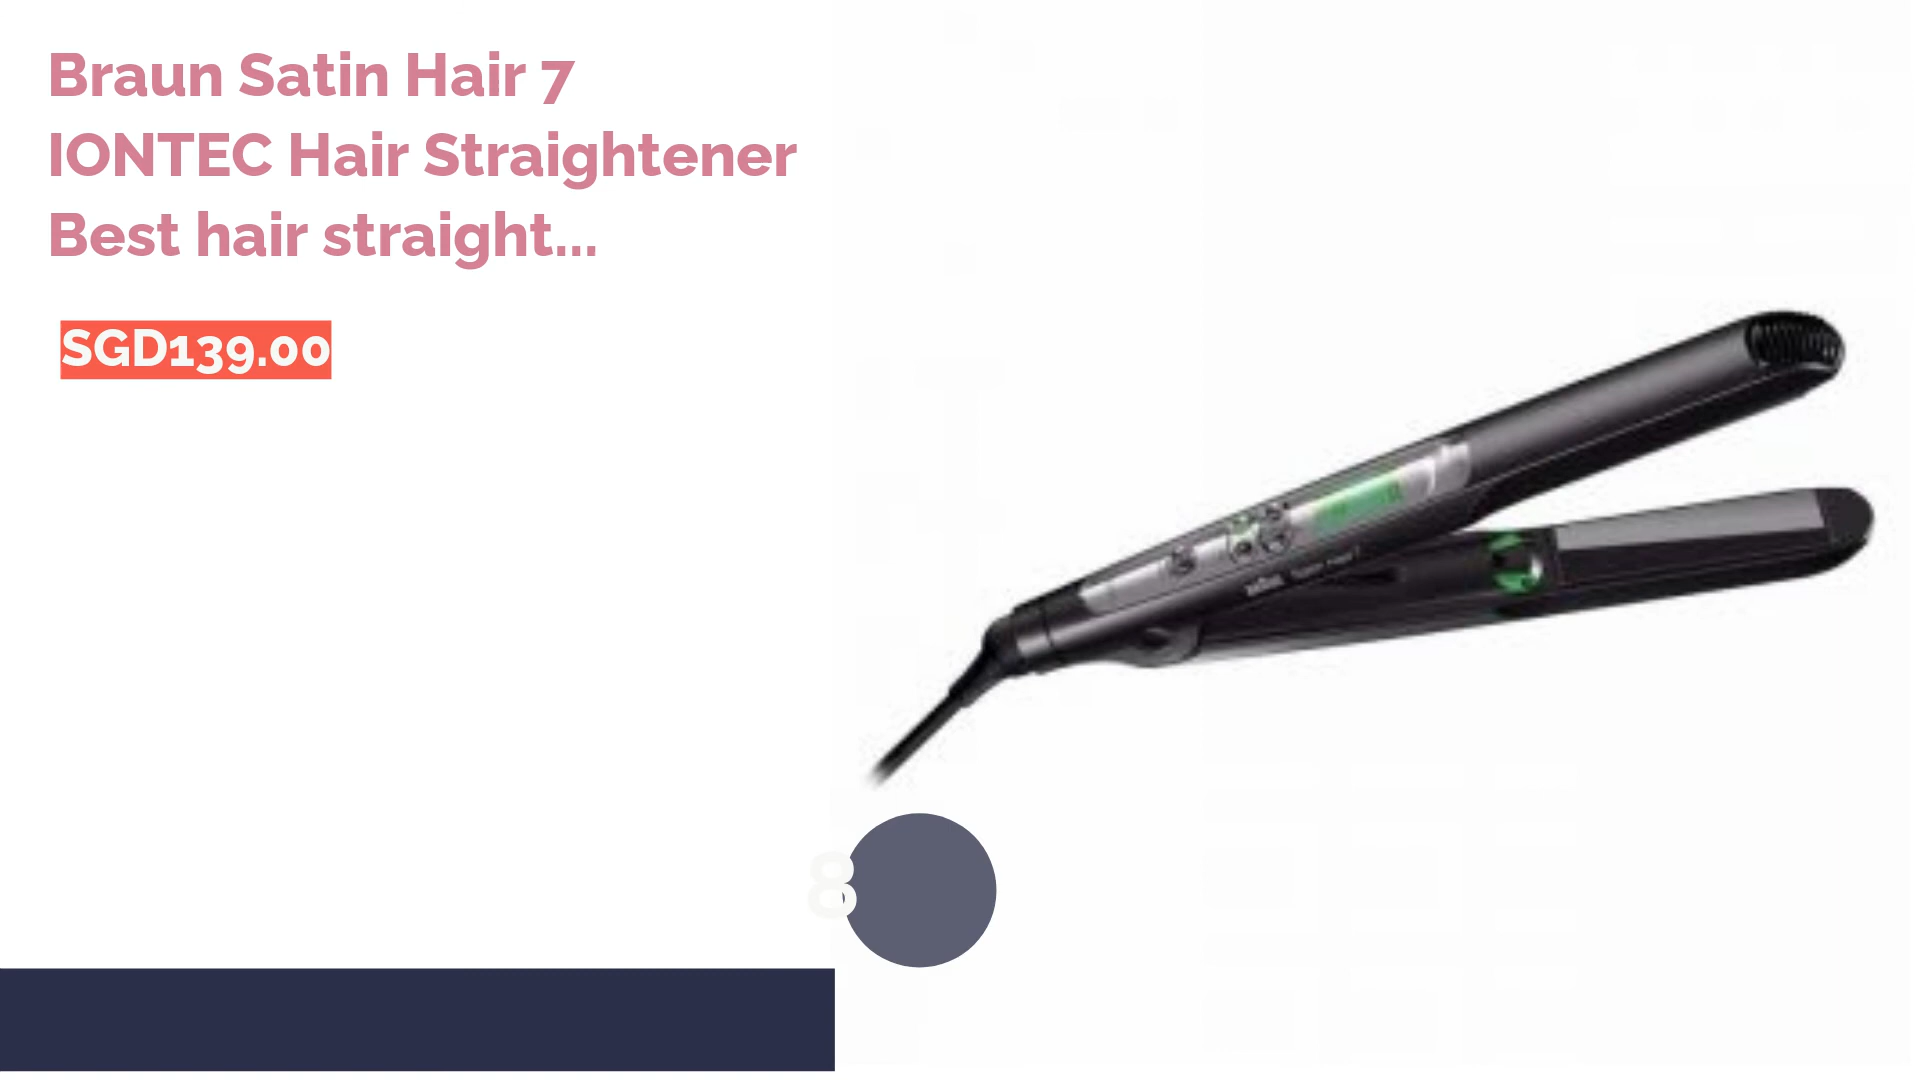 Braun Satin Hair 7
IONTEC Hair Straightener
Best hair straight...
SGD139.00
8